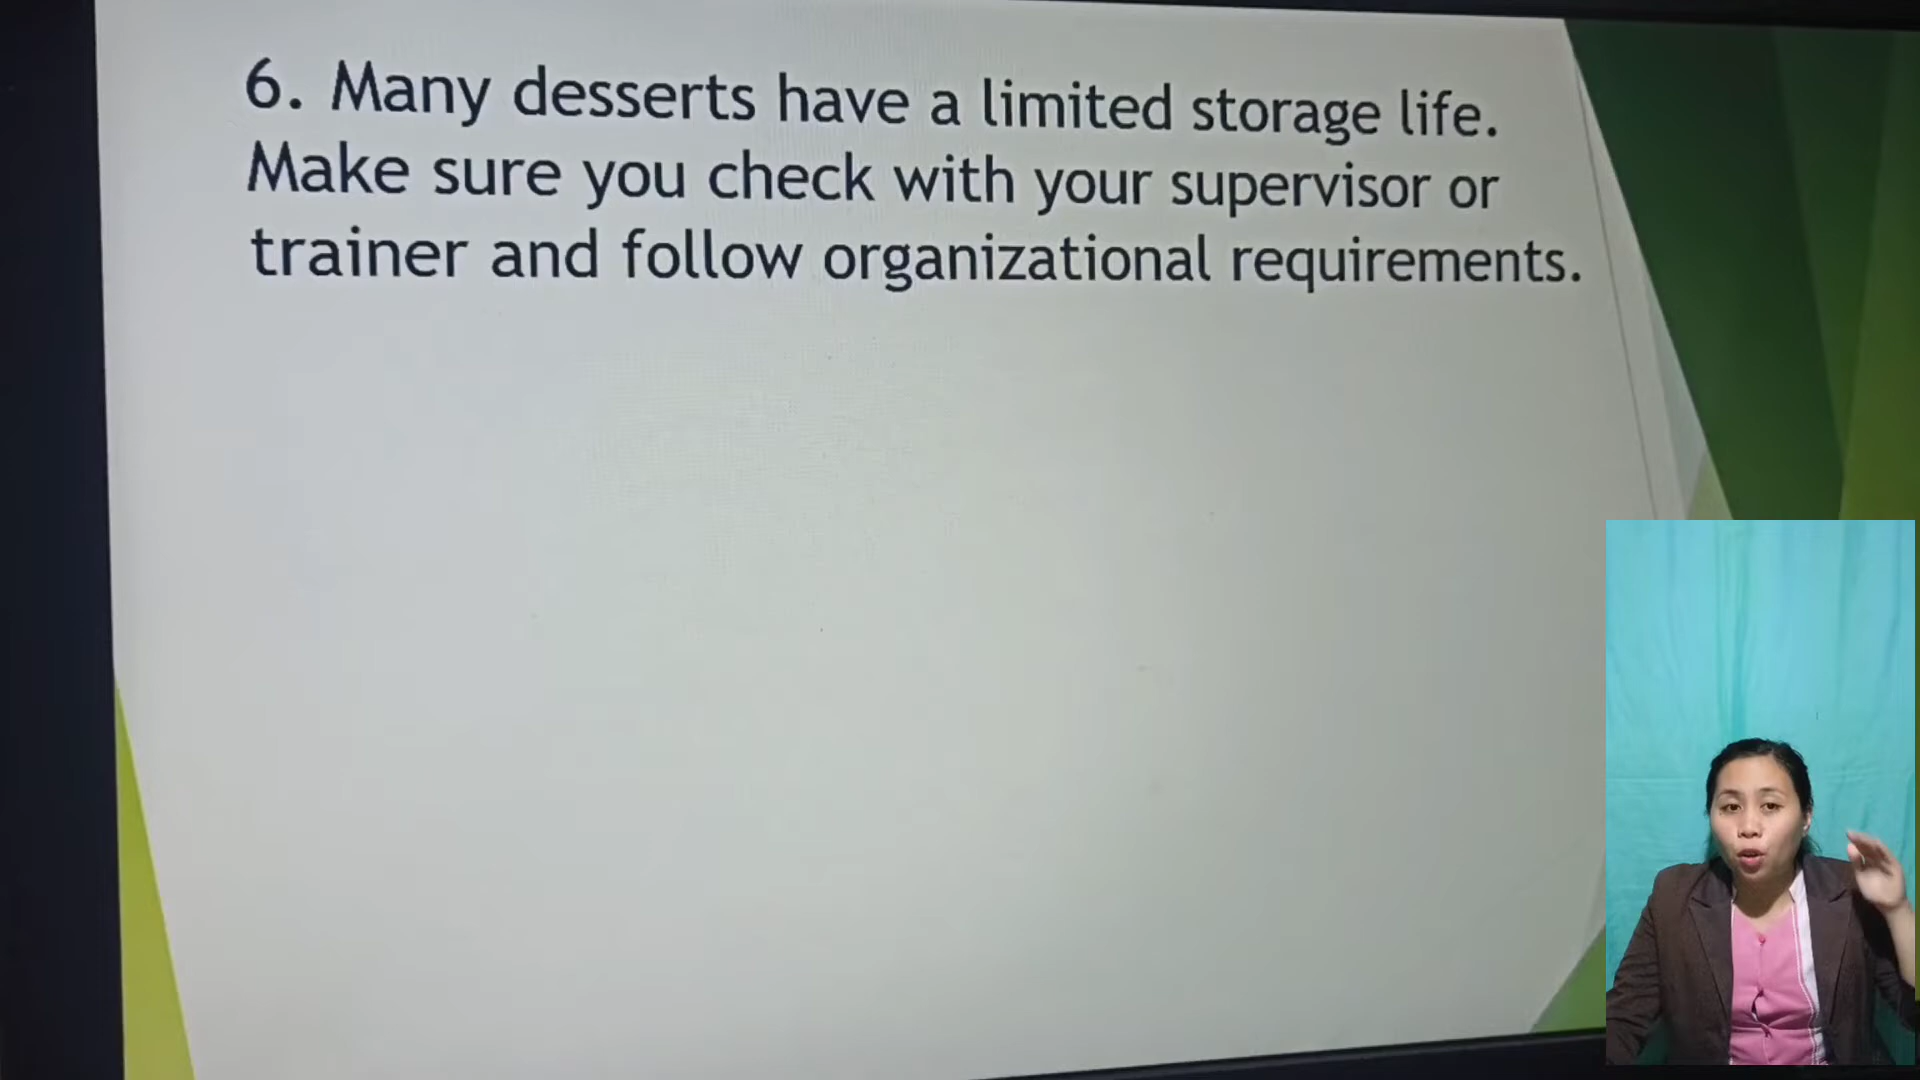 6. Many desserts have a limited storage life.
Make sure you check with your supervisor or
trainer and follow organizational requirements.